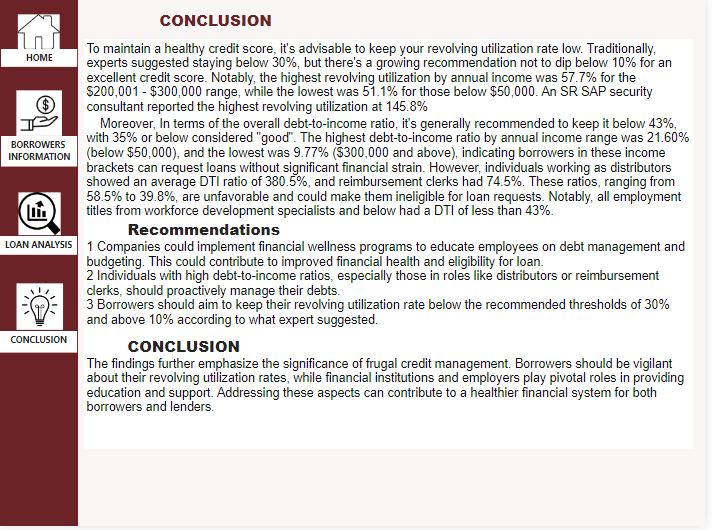 CONCLUSION
HOME
To maintain a healthy credit score, it's advisable to keep your revolving utilization rate low. Traditionally,
experts suggested staying below 30%, but there's a growing recommendation not to dip below 10% for an
excellent credit score. Notably, the highest revolving utilization by annual income was 57.7% for the
$200,001 - $300,000 range, while the lowest was 51.1% for those below $50,000. An SR SAP security
consultant reported the highest revolving utilization at 145.8%
Moreover, In terms of the overall debt-to-income ratio, it's generally recommended to keep it below 43%,
with 35% or below considered "good". The highest debt-to-income ratio by annual income range was 21.60%
(below $50,000), and the lowest was 9.77% ($300,000 and above), indicating borrowers in these income
brackets can request loans without significant financial strain. However, individuals working as distributors
showed an average DTI ratio of 380.5%, and reimbursement clerks had 74.5%. These ratios, ranging from
58.5% to 39.8%, are unfavorable and could make them ineligible for loan requests. Notably, all employment
titles from workforce development specialists and below had a DTI of less than 43%.
BORROWERS
INFORMATION
LOAN ANALYSIS
CONCLUSION
Recommendations
1 Companies could implement financial wellness programs to educate employees on debt management and
budgeting. This could contribute to improved financial health and eligibility for loan.
2 Individuals with high debt-to-income ratios, especially those in roles like distributors or reimbursement
clerks, should proactively manage their debts.
3 Borrowers should aim to keep their revolving utilization rate below the recommended thresholds of 30%
and above 10% according to what expert suggested.
CONCLUSION
The findings further emphasize the significance of frugal credit management. Borrowers should be vigilant
about their revolving utilization rates, while financial institutions and employers play pivotal roles in providing
education and support. Addressing these aspects can contribute to a healthier financial system for both
borrowers and lenders.